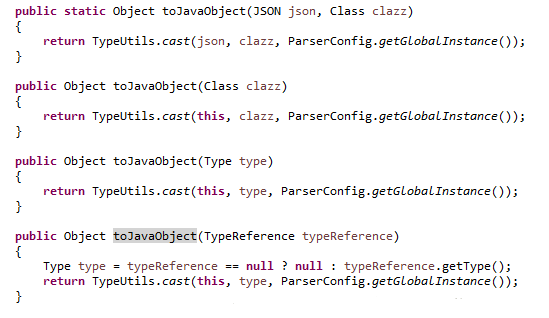 public static Object toJavaObject(JSON json, Class clazz)
{
    return TypeUtils.cast(json, clazz, ParserConfig.getGlobalInstance());
}
public Object toJavaObject(Class clazz)
{
    return TypeUtils.cast(this, clazz, ParserConfig.getGlobalInstance());
}
public Object toJavaObject(Type type)
{
    return TypeUtils.cast(this, type, ParserConfig.getGlobalInstance());
}
public Object toJavaObject(TypeReference typeReference)
{
    Type type = typeReference == null ? null : typeReference.getType();
    return TypeUtils.cast(this, type, ParserConfig.getGlobalInstance());
}